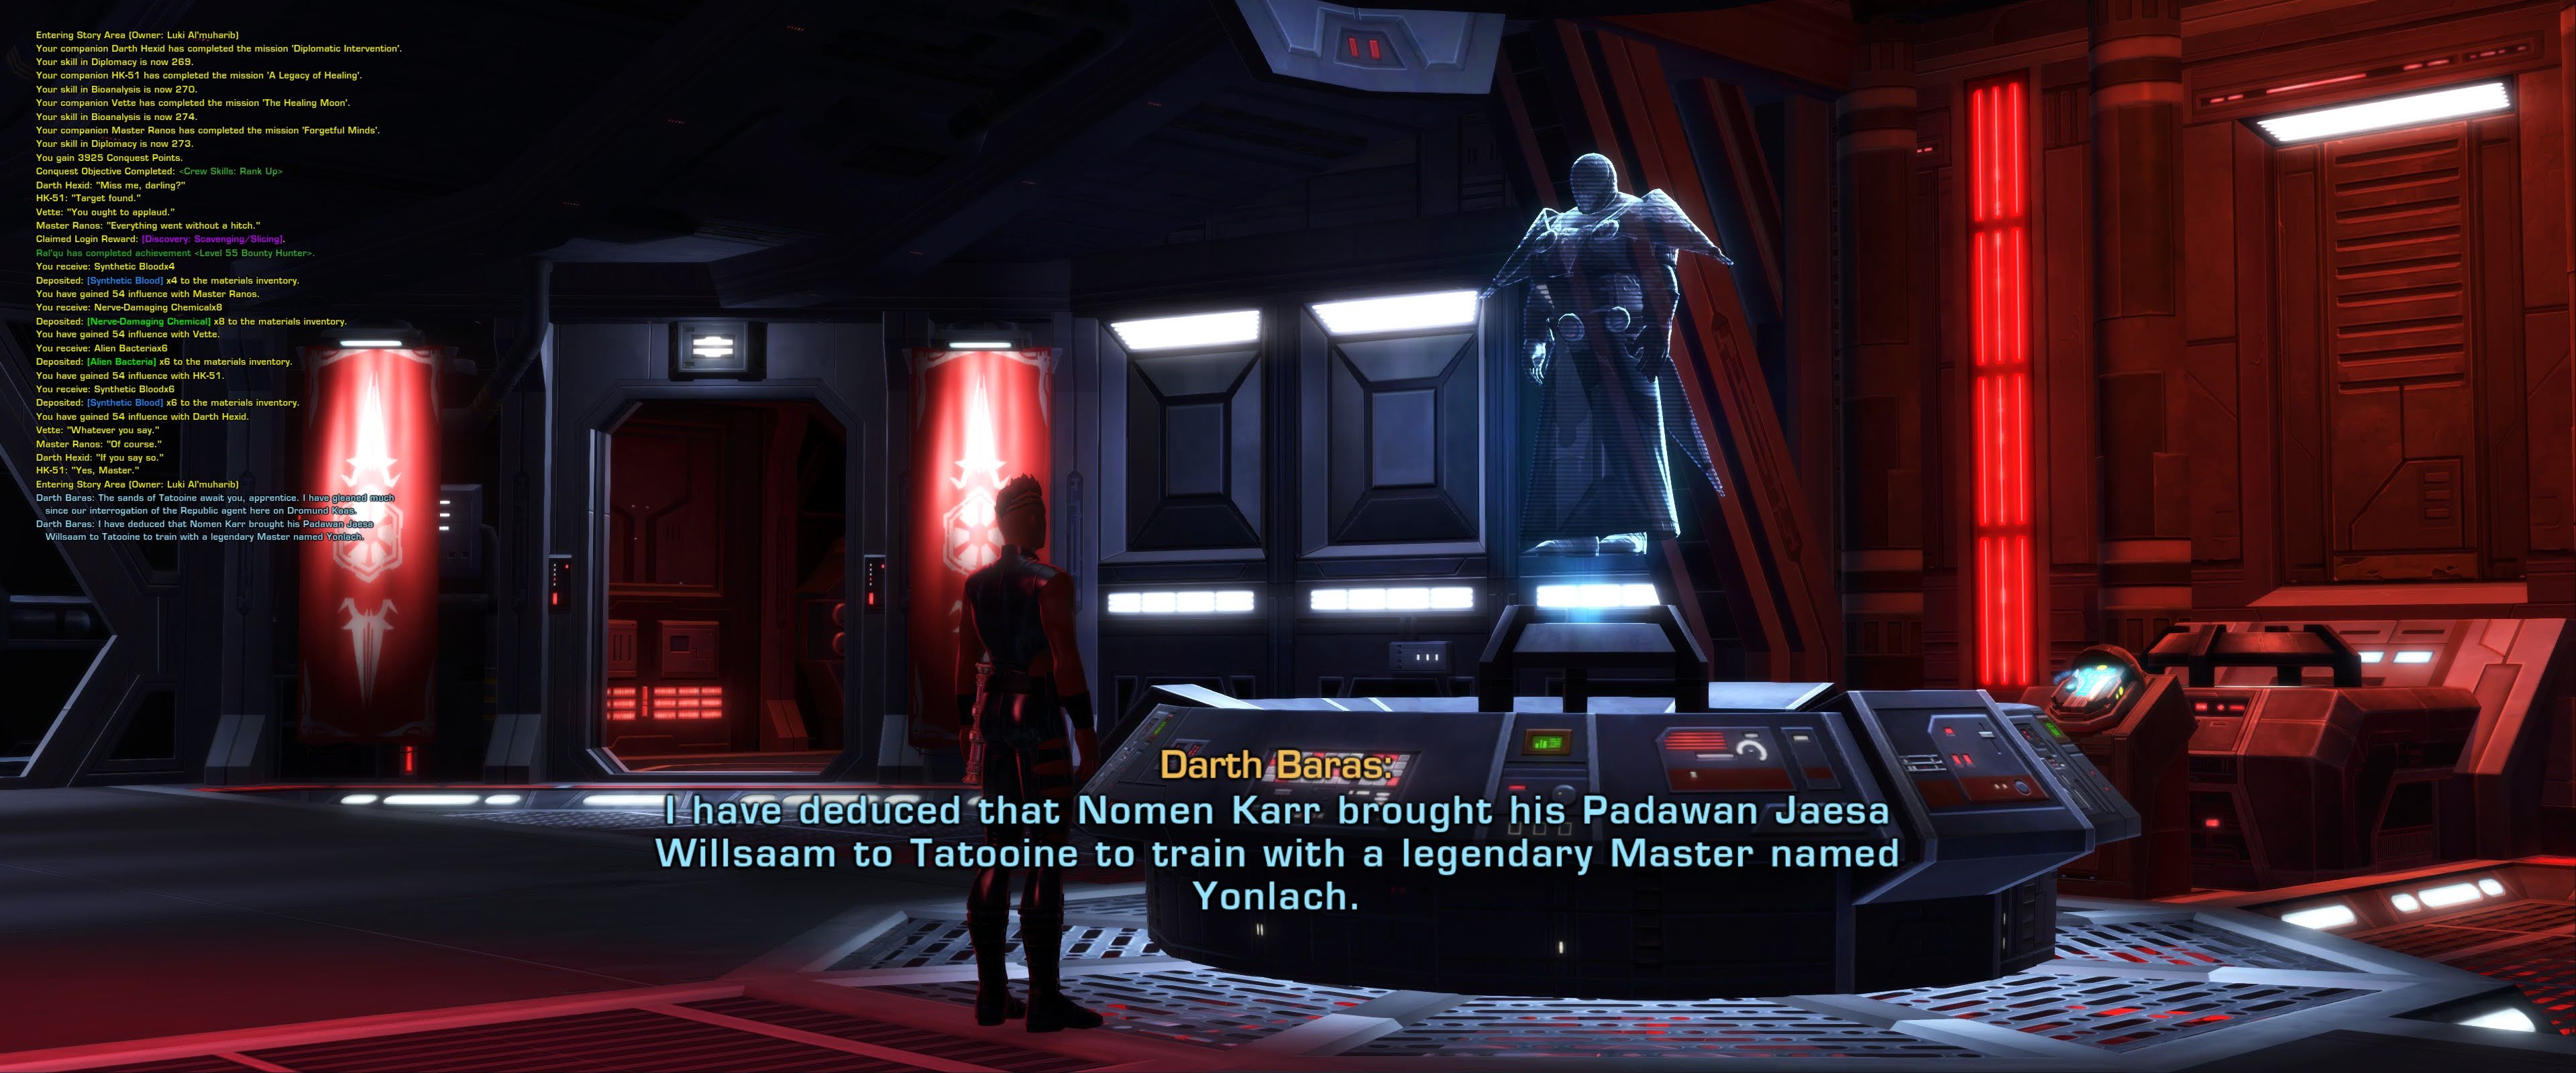 Entering Story Area (Owner: Luki Al'muharib)
Your companion Darth Hexid has completed the mission 'Diplomatic Intervention'.
Your skill in Diplomacy is now 269.
Your companion HK-51 has completed the mission 'A Legacy of Healing'.
Your skill in Bioanalysis is now 270.
Your companion Vette has completed the mission 'The Healing Moon'.
Your skill in Bioanalysis is now 274.
Your companion Master Ranos has completed the mission 'Forgetful Minds'.
Your skill in Diplomacy is now 273.
You gain 3925 Conquest Points.
Conquest Objective Completed: <Crew Skills: Rank Up>
Darth Hexid: "Miss me, darling?"
HK-51: "Target found."
Vette: "You ought to applaud."
Master Ranos: "Everything went without a hitch."
Claimed Login Reward: [Discovery: Scavenging/Slicing].
Ral'qu has completed achievement <Level 55 Bounty Hunter>.
You receive: Synthetic Bloodx4
Deposited: [Synthetic Blood] x4 to the materials inventory.
You have gained 54 influence with Master Ranos.
You receive: Nerve-Damaging Chemicalx8
Deposited: [Nerve-Damaging Chemical] x8 to the materials inventory.
You have gained 54 influence with Vette.
You receive: Alien Bacteriax6
Deposited: [Alien Bacteria] x6 to the materials inventory.
You have gained 54 influence with HK-51.
You receive: Synthetic Bloodx6
Deposited: [Synthetic Blood] x6 to the materials inventory.
You have gained 54 influence with Darth Hexid.
Vette: "Whatever you say."
Master Ranos: "Of course."
Darth Hexid: "If you say so."
HK-51: "Yes, Master."
Entering Story Area (Owner: Luki Al'muharib)
Darth Baras: The sands of Tatooine await you, apprentice. I have gleaned much
since our interrogation of the Republic agent here on Dromund Kaas.
Darth Baras: I have deduced that Nomen Karr brought his Padawan Jaesa
Willsaam to Tatooine to train with a legendary Master named Yonlach.
Darth Baras:
I have deduced that Nomen Karr brought his Padawan Jaesa
Willsaam to Tatooine to train with a legendary Master named
Yonlach.